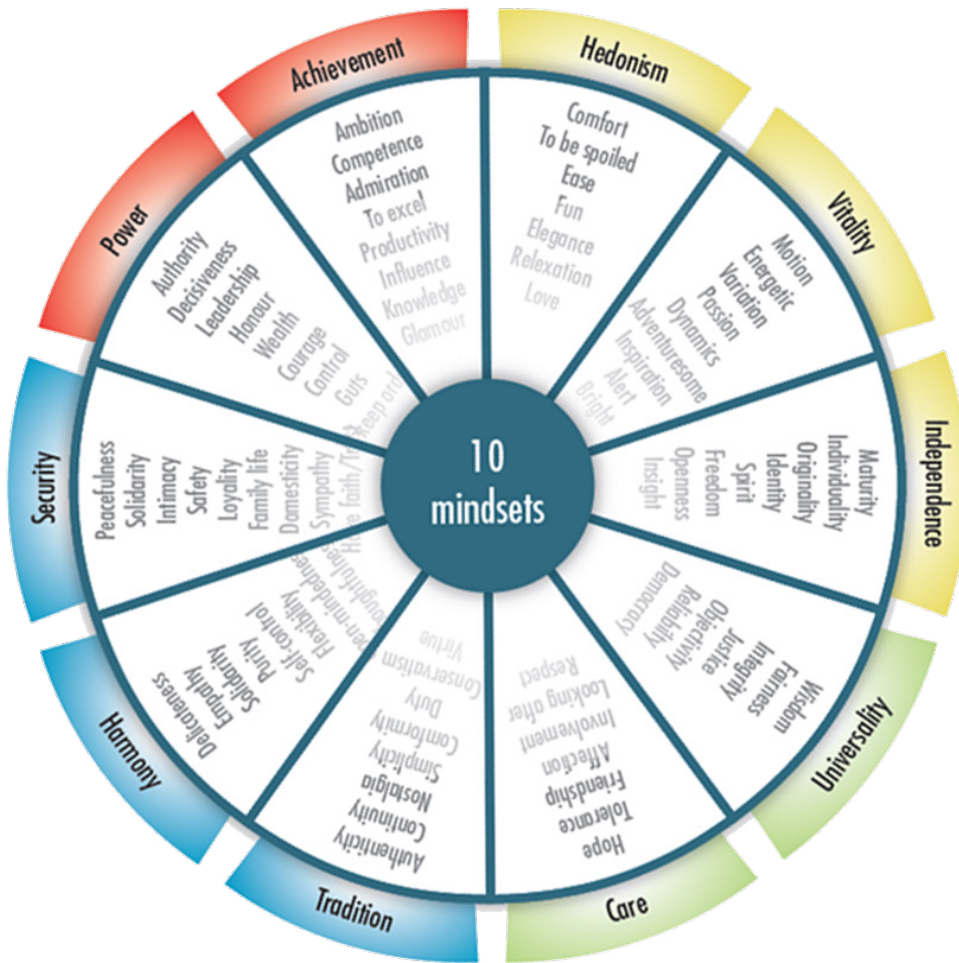 10
mindsets
Hedonism
Comfort
To be spoiled
Ease
Fun
Elegance
Relexation
Love
Vitality
Motion
Energetic
Variation
Passion
Dynamics
Adventuresome
Inspiration
Alert
Bright
Independence
Maturity
Individuality
Originality
Identity
Spirit
Freedom
Openness
Insight
Universality
Wisdom
Fairness
Integrity
Justice
Objectivity
Reliability
Democracy
Care
Hope
Tolerance
Friendship
Affection
Involvement
Looking after
Respect
Tradition
Authenticity
Continuity
Nostalgia
Simplicity
Comformity
Duty
Conservatism
Virtue
Harmony
Delicateness
Empathy
Solidarity
Purity
Self-control
Flexibility
Security
Peacefulness
Solidarity
Intimacy
Safety
Loyality
Family life
Domesticity
Sympathy
Have faith/
Power
Authority
Decisiveness
Leadership
Honour
Wealth
Courage
Control
Guts
Achievement
Ambition
Competence
Admiration
To excel
Productivity
Influence
Knowledge
Glamour